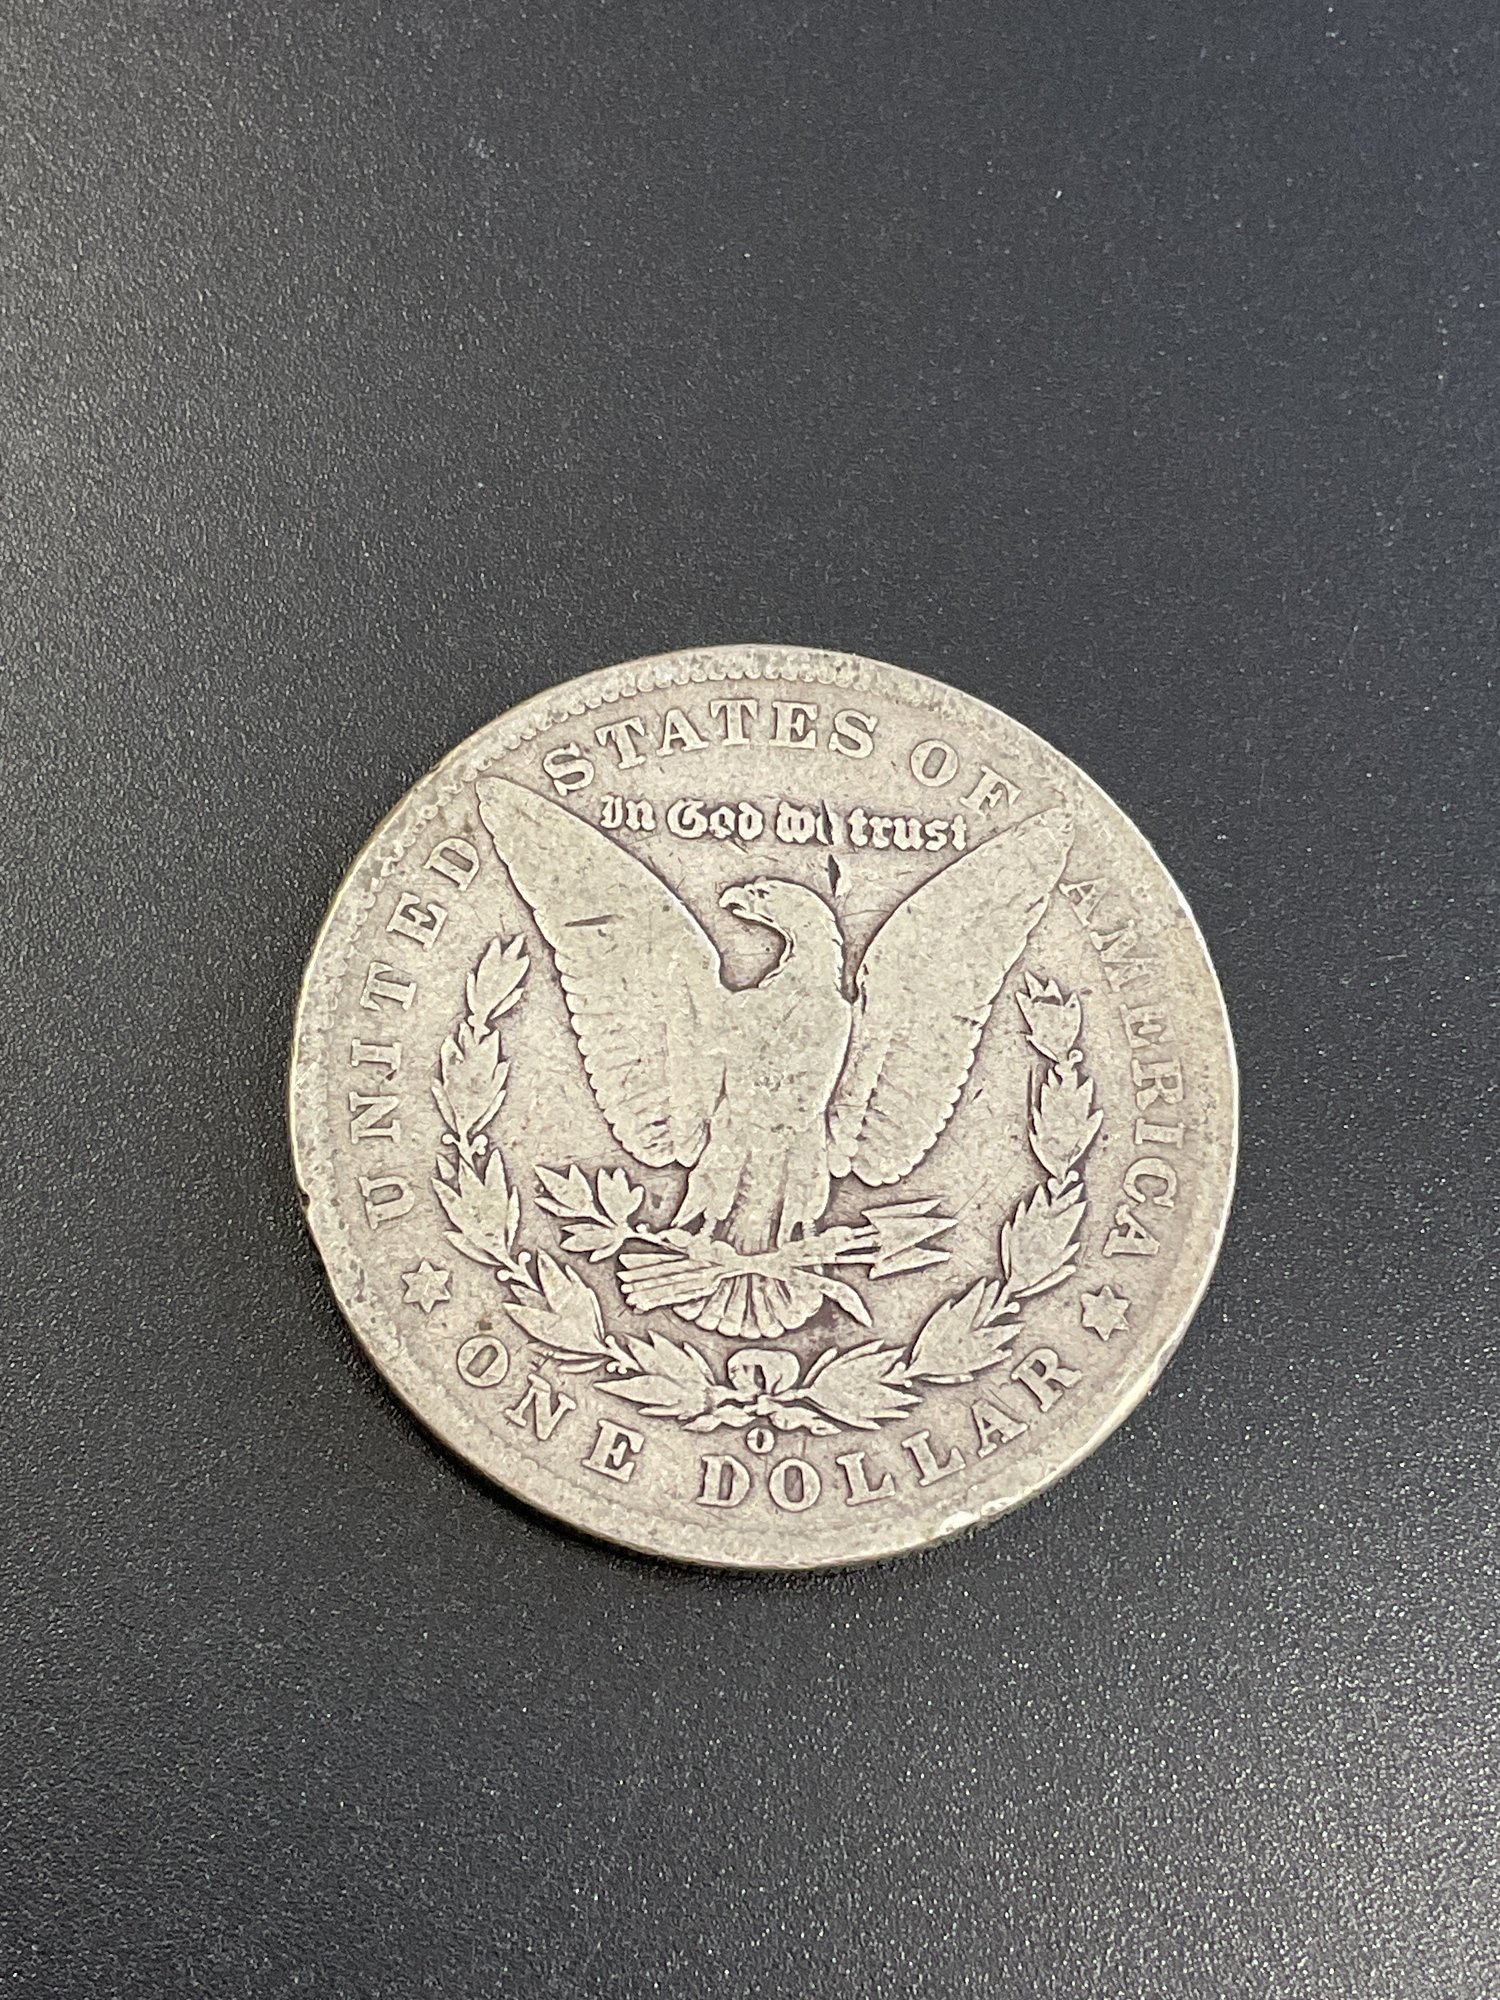 UNITED STATES OF AMERICA
In God We trust
O
ONE DOLLAR